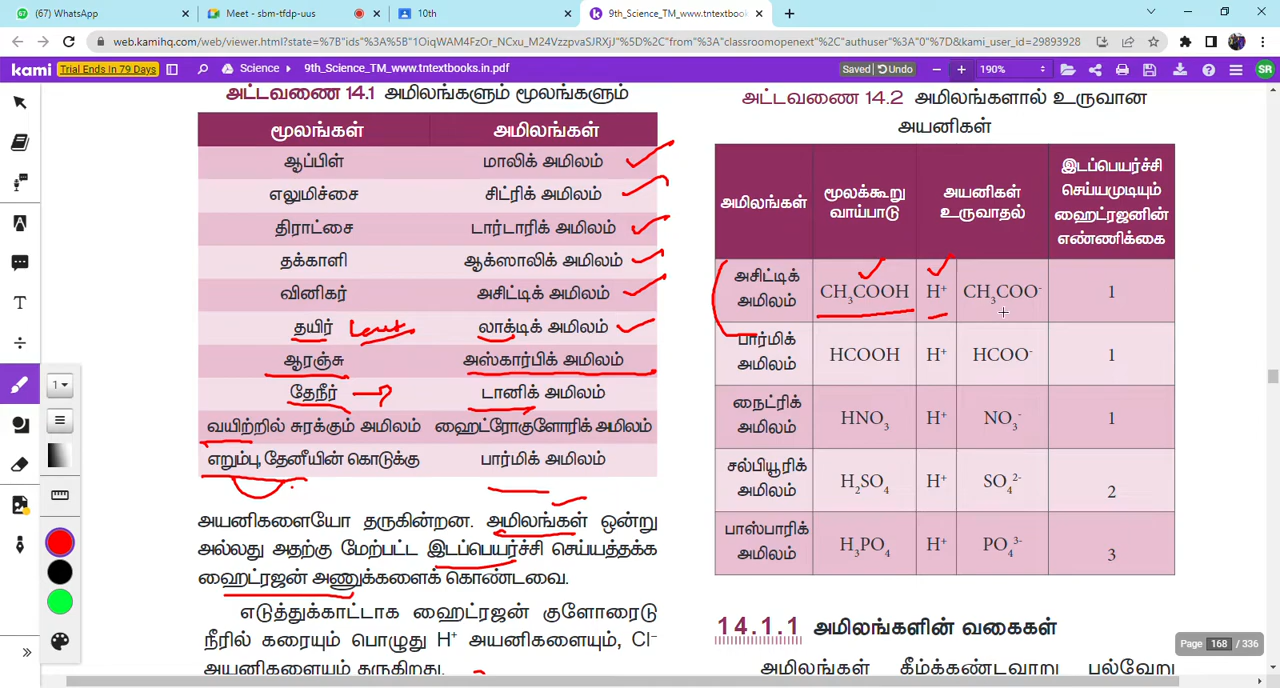 (67) WhatsApp
Meet - sbm-tfdp-uus
10th
9th_Science_TM_www.tntextbooks
web.kamihq.com/web/viewer.html?state=%7B"ids"%3A%5B"1OiqWAM4FzOr_NCxu_M24VzzpvaSJRXjJ"%5D%2C"from"%3A"classroomopenext"%2C"authuser"%3A"0"%7D&kami_user_id=29893928
kami
Trial Ends In 79 Days
Science
9th_Science_TM_www.tntextbooks.in.pdf
Saved
Undo
190%
SR
அட்டவணை 14.1 அமிலங்களும் மூலங்களும்
மூலங்கள் அமிலங்கள்
ஆப்பிள் மாலிக் அமிலம்
எலுமிச்சை சிட்ரிக் அமிலம்
திராட்சை டார்டாரிக் அமிலம்
தக்காளி ஆக்ஸாலிக் அமிலம்
வினிகர் அசிட்டிக் அமிலம்
தயிர் லாக்டிக் அமிலம்
ஆரஞ்சு அஸ்கார்பிக் அமிலம்
தேநீர் டானிக் அமிலம்
வயிற்றில் சுரக்கும் அமிலம் ஹைட்ரோகுளோரிக் அமிலம்
எறும்பு, தேனீயின் கொடுக்கு பார்மிக் அமிலம்
அயனிகளையோ தருகின்றன. அமிலங்கள் ஒன்று
அல்லது அதற்கு மேற்பட்ட இடப்பெயர்ச்சி செய்யத்தக்க
ஹைட்ரஜன் அணுக்களைக் கொண்டவை.
எடுத்துக்காட்டாக ஹைட்ரஜன் குளோரைடு
நீரில் கரையும் பொழுது H⁺ அயனிகளையும், Cl⁻
அயனிகளையும் தருகிறது.
அட்டவணை 14.2 அமிலங்களால் உருவான
அயனிகள்
அமிலங்கள்
மூலக்கூறு
வாய்பாடு
அயனிகள்
உருவாதல்
இடப்பெயர்ச்சி
செய்யமுடியும்
ஹைட்ரஜனின்
எண்ணிக்கை
அசிட்டிக்
அமிலம்
CH₃COOH H⁺ CH₃COO⁻ 1
பார்மிக்
அமிலம்
HCOOH H⁺ HCOO⁻ 1
நைட்ரிக்
அமிலம்
HNO₃ H⁺ NO₃⁻ 1
சல்பியூரிக்
அமிலம்
H₂SO₄ H⁺ SO₄²⁻ 2
பாஸ்பாரிக்
அமிலம்
H₃PO₄ H⁺ PO₄³⁻ 3
14.1.1 அமிலங்களின் வகைகள்
அமிலங்கள் கீழ்க்கண்டவாறு பல்வேறு
Page 168 / 336
1